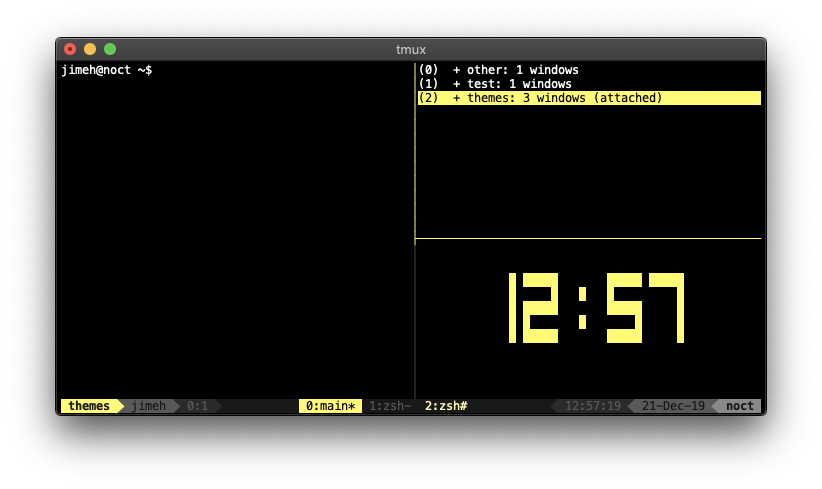 tmux
jimeh@noct ~$
(0)  + other: 1 windows
(1)  + test: 1 windows
(2)  + themes: 3 windows (attached)
12:57
themes jimeh 0:1 0:main* 1:zsh- 2:zsh# 12:57:19 21-Dec-19 noct